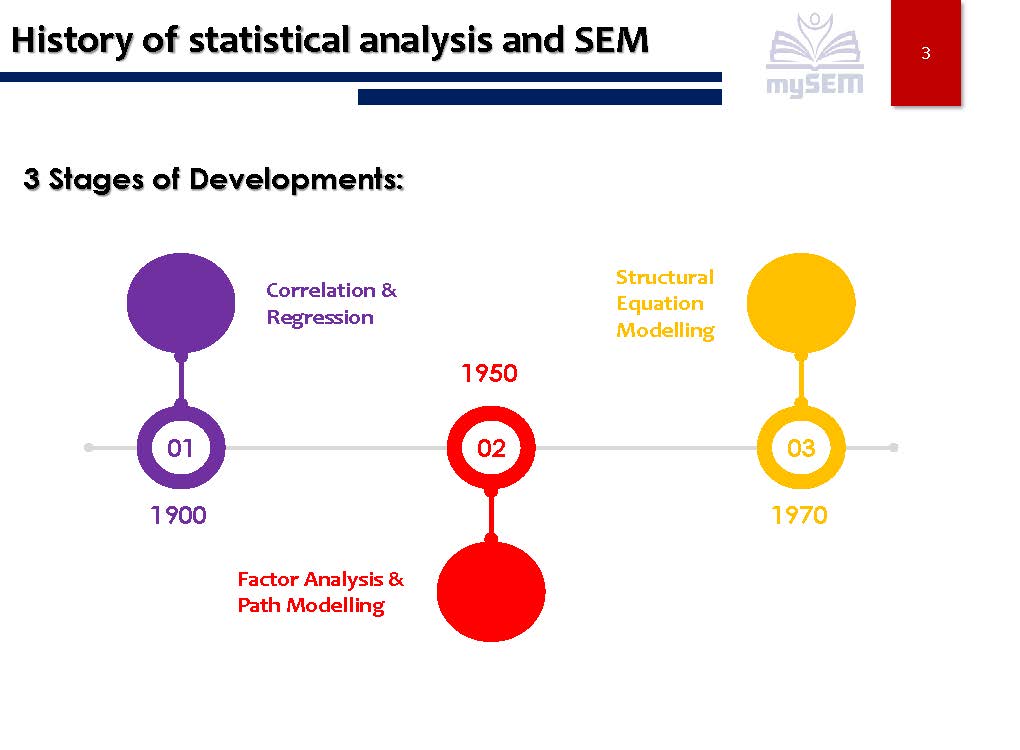 History of statistical analysis and SEM
mySEM
3
3 Stages of Developments:
Correlation &
Regression
01
1900
1950
02
Factor Analysis &
Path Modelling
Structural
Equation
Modelling
03
1970